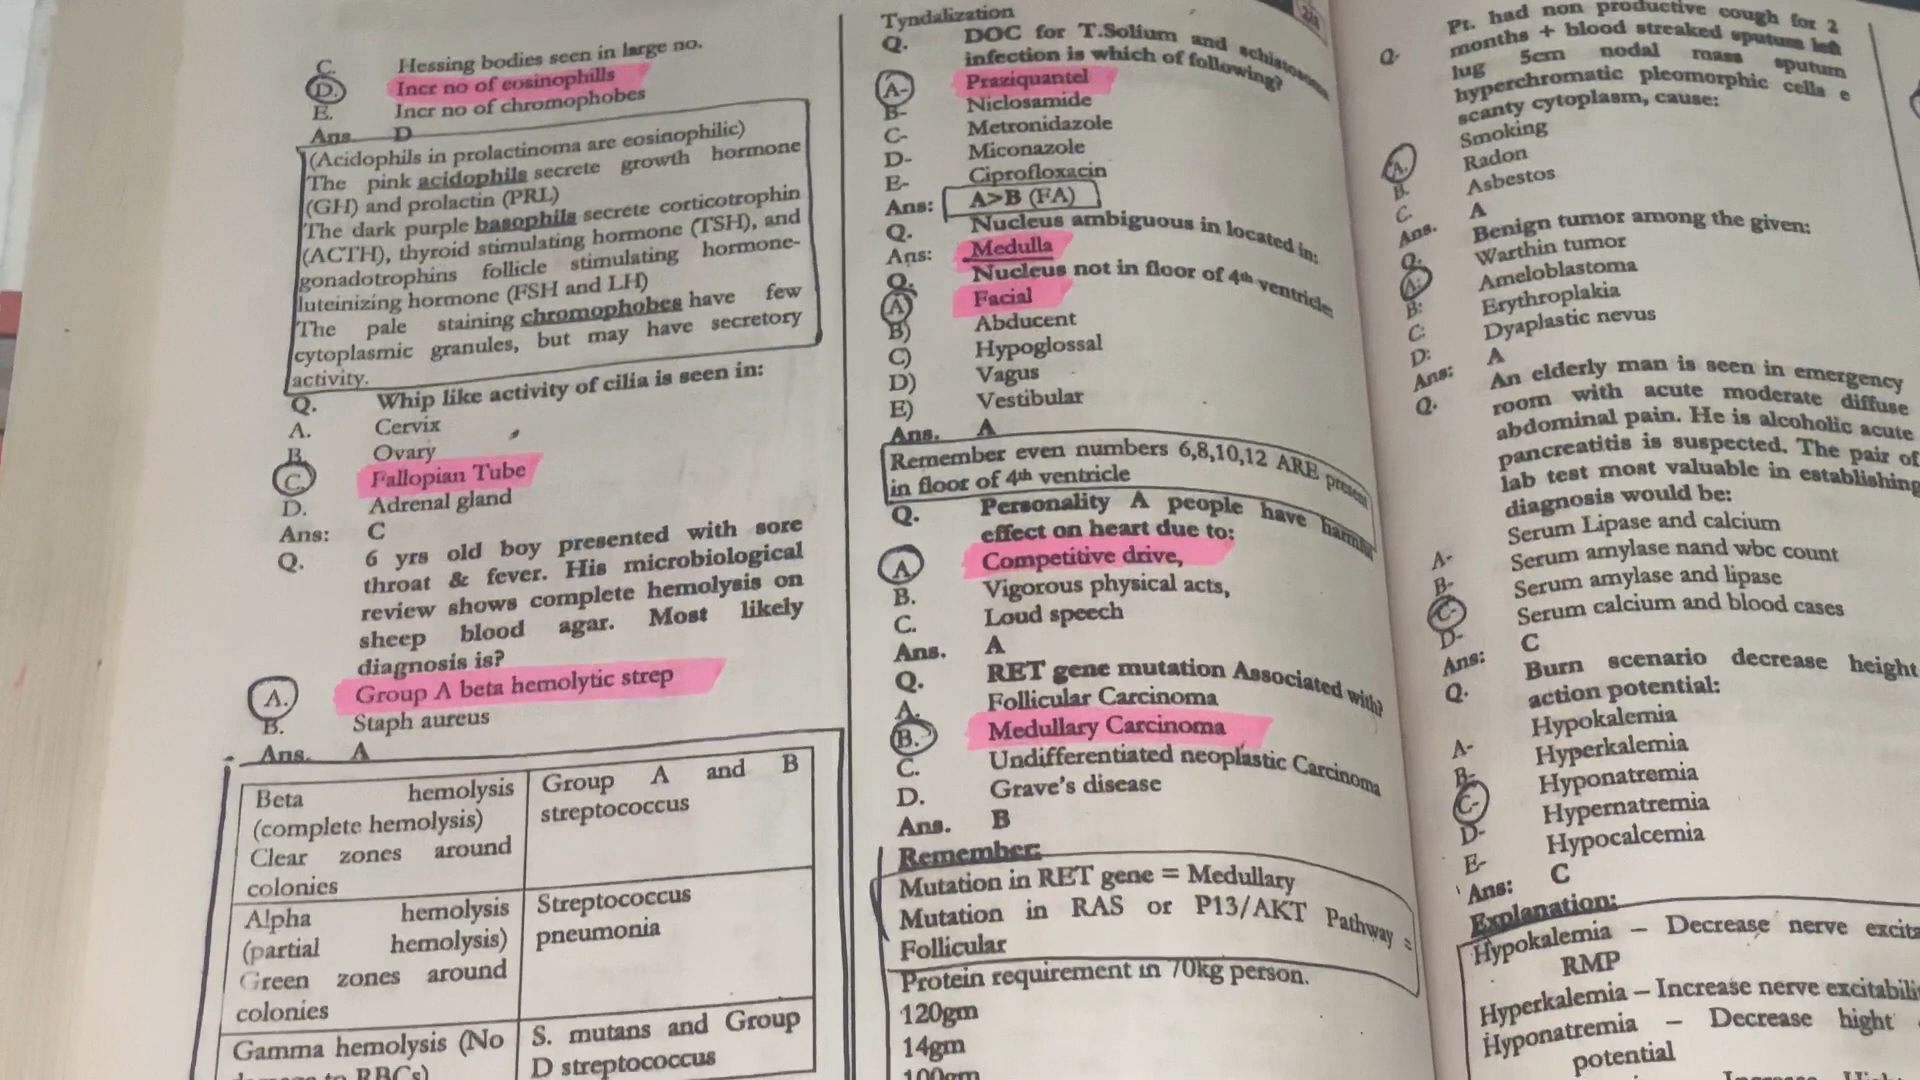 C. Hessing bodies seen in large no.
D. Incr no of eosinophills
E. Incr no of chromophobes
Ans. D
(Acidophils in prolactinoma are eosinophilic)
The pink acidophils secrete growth hormone
(GH) and prolactin (PRL)
The dark purple basophils secrete corticotrophin
(ACTH), thyroid stimulating hormone (TSH), and
gonadotrophins follicle stimulating hormone-
luteinizing hormone (FSH and LH)
The pale staining chromophobes have few
cytoplasmic granules, but may have secretory
activity.
Q. Whip like activity of cilia is seen in:
A. Cervix
B. Ovary
C. Fallopian Tube
D. Adrenal gland
Ans: C
Q. 6 yrs old boy presented with sore
throat & fever. His microbiological
review shows complete hemolysis on
sheep blood agar. Most likely
diagnosis is?
A. Group A beta hemolytic strep
B. Staph aureus
Ans. A
Beta hemolysis
(complete hemolysis)
Clear zones around
colonies
Group A and B
streptococcus
Alpha hemolysis
(partial hemolysis)
Green zones around
colonies
Streptococcus
pneumonia
Gamma hemolysis (No
to RBCs)
S. mutans and Group
D streptococcus
Tyndalization
Q. DOC for T.Solium and schistosoma
infection is which of following?
A- Praziquantel
B- Niclosamide
C- Metronidazole
D- Miconazole
E- Ciprofloxacin
Ans: A>B (FA)
Q. Nucleus ambiguous in located in:
Ans: Medulla
Q. Nucleus not in floor of 4th ventricle
A) Facial
B) Abducent
C) Hypoglossal
D) Vagus
E) Vestibular
Ans. A
Remember even numbers 6,8,10,12 ARE present
in floor of 4th ventricle
Q. Personality A people have harmful
effect on heart due to:
A. Competitive drive,
B. Vigorous physical acts,
C. Loud speech
Ans. A
Q. RET gene mutation Associated with?
A. Follicular Carcinoma
B. Medullary Carcinoma
C. Undifferentiated neoplastic Carcinoma
D. Grave's disease
Ans. B
Remember:
Mutation in RET gene = Medullary
Mutation in RAS or P13/AKT Pathway =
Follicular
Protein requirement in 70kg person.
120gm
14gm
100gm
Q. Pt. had non productive cough for 2
months + blood streaked sputum left
lug 5cm nodal mass sputum
hyperchromatic pleomorphic cells e
scanty cytoplasm, cause:
A. Smoking
B. Radon
C. Asbestos
Ans. A
Q. Benign tumor among the given:
A: Warthin tumor
B: Ameloblastoma
C: Erythroplakia
D: Dyaplastic nevus
Ans: A
Q. An elderly man is seen in emergency
room with acute moderate diffuse
abdominal pain. He is alcoholic acute
pancreatitis is suspected. The pair of
lab test most valuable in establishing
diagnosis would be:
A- Serum Lipase and calcium
B- Serum amylase nand wbc count
C- Serum amylase and lipase
D- Serum calcium and blood cases
Ans: C
Q. Burn scenario decrease height
action potential:
A- Hypokalemia
B- Hyperkalemia
C- Hyponatremia
D- Hypernatremia
E- Hypocalcemia
Ans: C
Explanation:
Hypokalemia – Decrease nerve
RMP
Hyperkalemia – Increase nerve
Hyponatremia – Decrease hight
potential